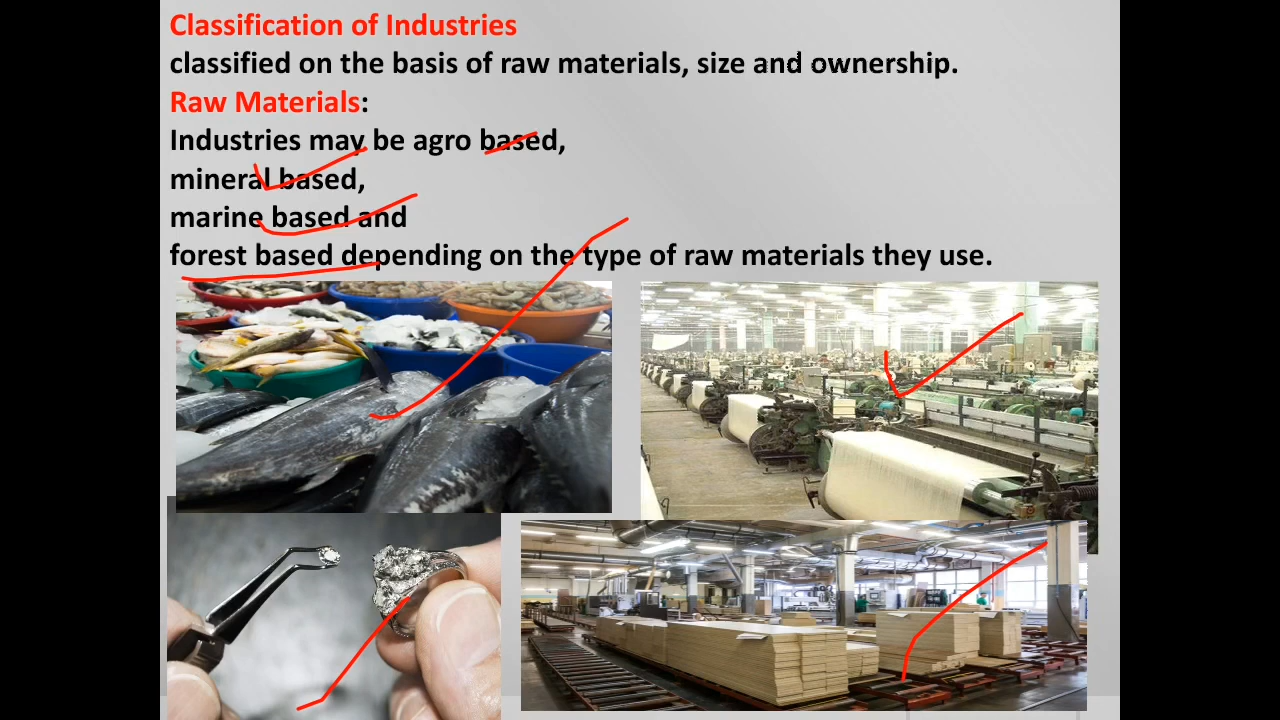 Classification of Industries
classified on the basis of raw materials, size and ownership.
Raw Materials:
Industries may be agro based,
mineral based,
marine based and
forest based depending on the type of raw materials they use.